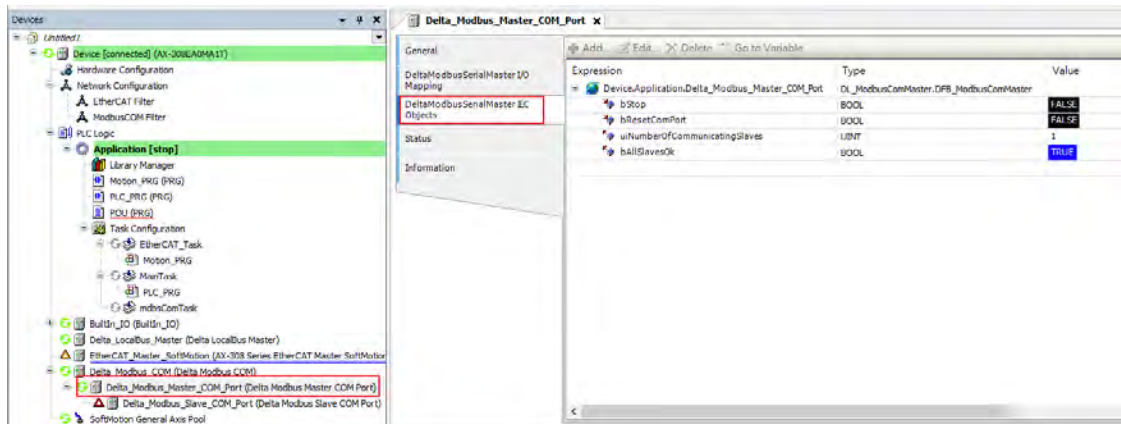 Devices
Untitled1
Device [connected] (AX-308EA0MA1T)
Hardware Configuration
Network Configuration
EtherCAT Filter
ModbusCOM Filter
PLC Logic
Application [stop]
Library Manager
Motion_PRG (PRG)
PLC_PRG (PRG)
POU (PRG)
Task Configuration
EtherCAT_Task
Motion_PRG
MainTask
PLC_PRG
mdbsComTask
BuiltIn_IO (BuiltIn_IO)
Delta_LocalBus_Master (Delta LocalBus Master)
EtherCAT_Master_SoftMotion (AX-308 Series EtherCAT Master SoftMotion
Delta_Modbus_COM (Delta Modbus COM)
Delta_Modbus_Master_COM_Port (Delta Modbus Master COM Port)
Delta_Modbus_Slave_COM_Port (Delta Modbus Slave COM Port)
SoftMotion General Axis Pool
Delta_Modbus_Master_COM_Port
General
DeltaModbusSerialMaster I/O
Mapping
DeltaModbusSerialMaster IEC
Objects
Status
Information
Add... Edit... Delete Go to Variable
Expression Type Value
Device.Application.Delta_Modbus_Master_COM_Port DL_ModbusComMaster.DFB_ModbusComMaster
bStop BOOL FALSE
bResetComPort BOOL FALSE
uiNumberOfCommunicatingSlaves UINT 1
bAllSlavesOk BOOL TRUE